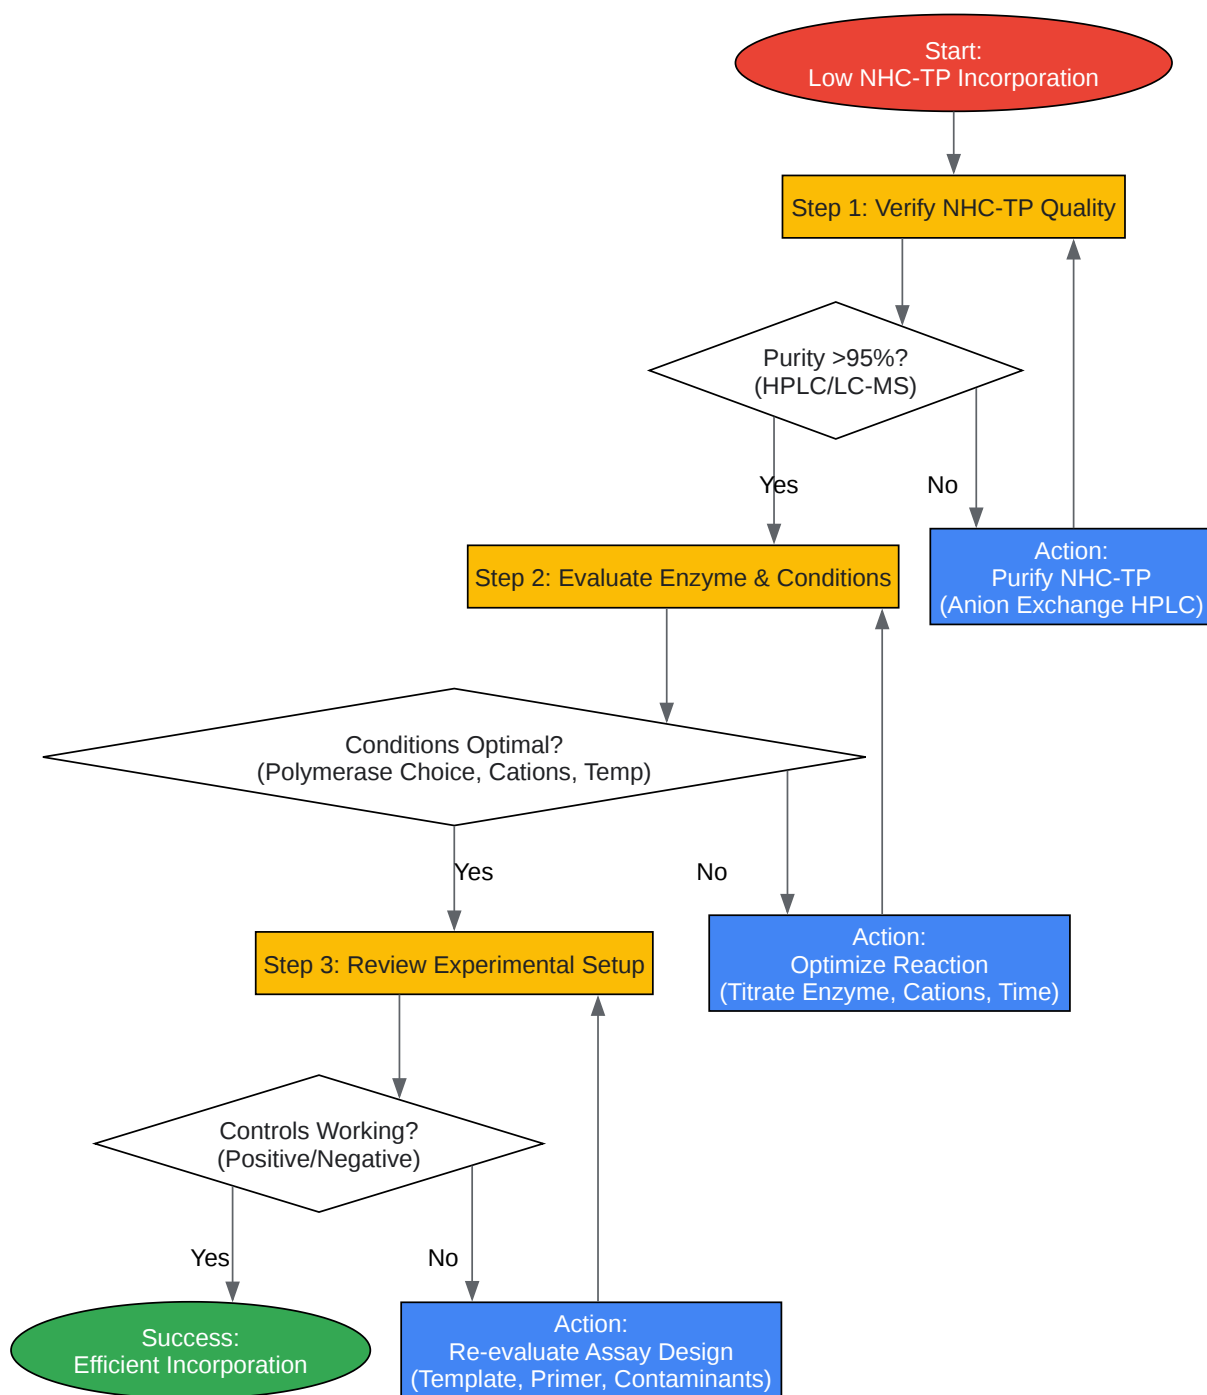 Start:
Low NHC-TP Incorporation
Step 1: Verify NHC-TP Quality
Purity >95%?
(HPLC/LC-MS)
Yes
No
Action:
Purify NHC-TP
(Anion Exchange HPLC)
Step 2: Evaluate Enzyme & Conditions
Conditions Optimal?
(Polymerase Choice, Cations, Temp)
Yes
No
Action:
Optimize Reaction
(Titrate Enzyme, Cations, Time)
Step 3: Review Experimental Setup
Controls Working?
(Positive/Negative)
Yes
No
Success:
Efficient Incorporation
Action:
Re-evaluate Assay Design
(Template, Primer, Contaminants)